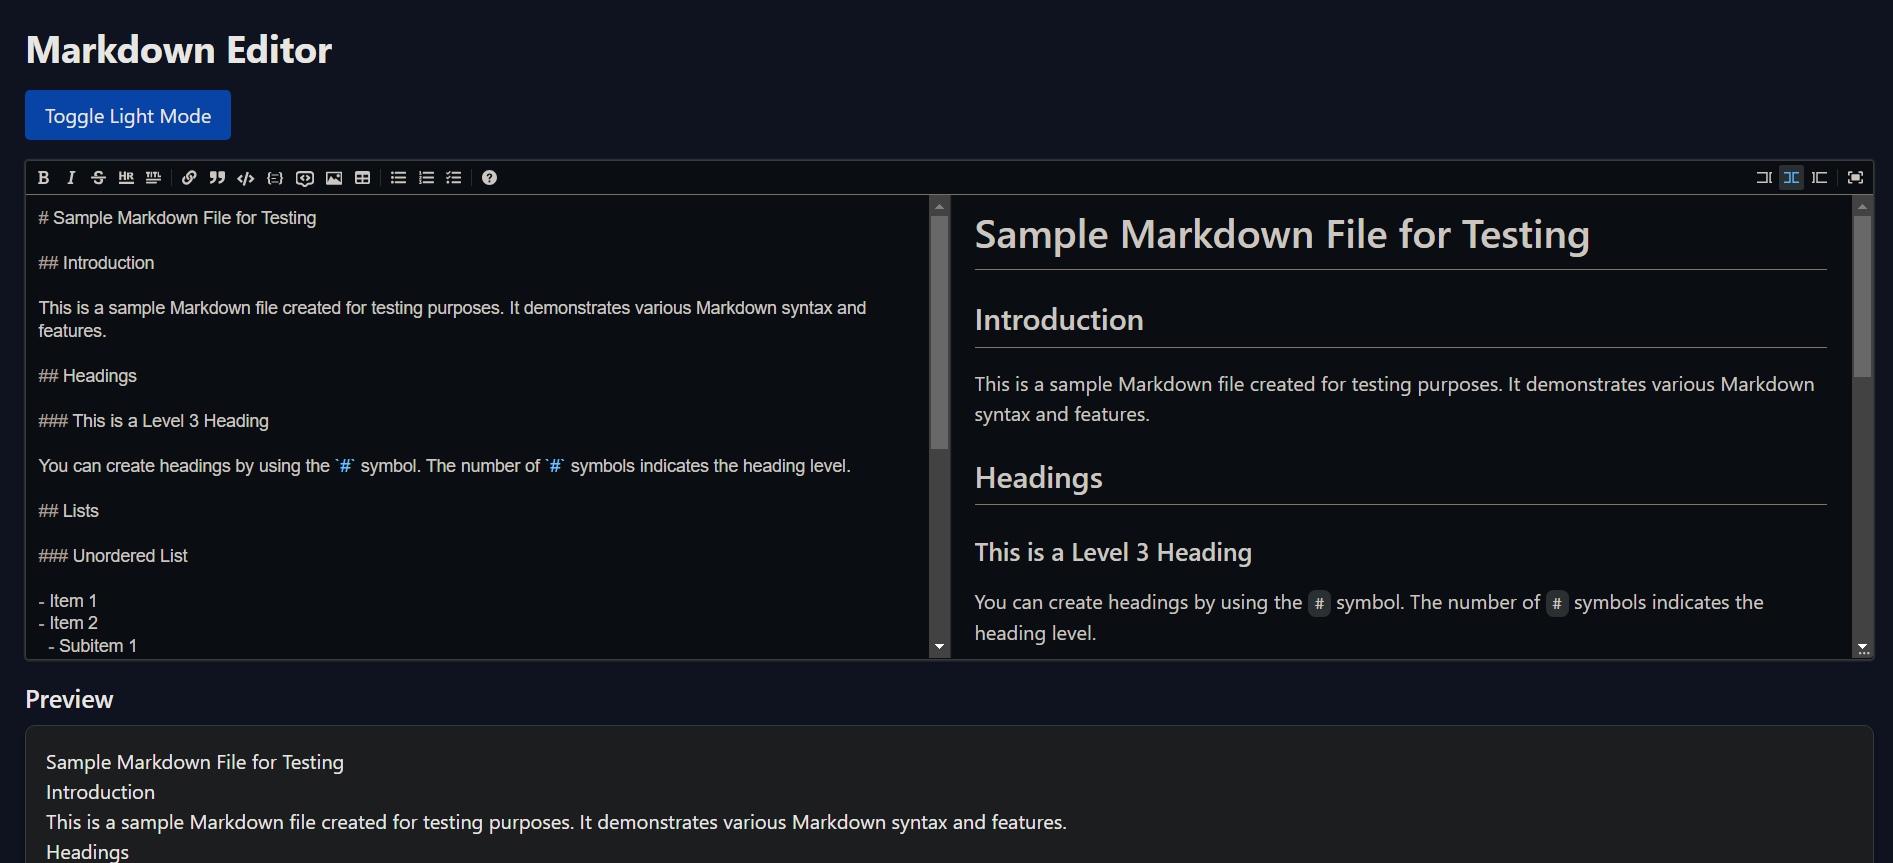 Markdown Editor
Toggle Light Mode
B I S HR TITL
# Sample Markdown File for Testing
## Introduction
This is a sample Markdown file created for testing purposes. It demonstrates various Markdown syntax and
features.
## Headings
### This is a Level 3 Heading
You can create headings by using the `#` symbol. The number of `#` symbols indicates the heading level.
## Lists
### Unordered List
- Item 1
- Item 2
  - Subitem 1
Sample Markdown File for Testing
Introduction
This is a sample Markdown file created for testing purposes. It demonstrates various Markdown
syntax and features.
Headings
This is a Level 3 Heading
You can create headings by using the # symbol. The number of # symbols indicates the
heading level.
Preview
Sample Markdown File for Testing
Introduction
This is a sample Markdown file created for testing purposes. It demonstrates various Markdown syntax and features.
Headings